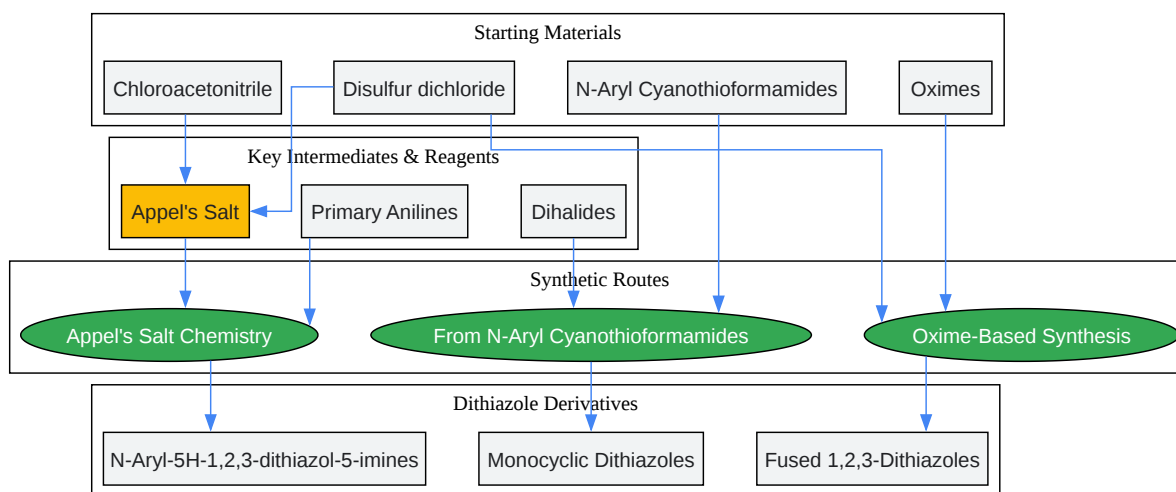 Starting Materials
Chloroacetonitrile
Disulfur dichloride
N-Aryl Cyanothioformamides
Oximes
Key Intermediates & Reagents
Appel's Salt
Primary Anilines
Dihalides
Synthetic Routes
Appel's Salt Chemistry
From N-Aryl Cyanothioformamides
Oxime-Based Synthesis
Dithiazole Derivatives
N-Aryl-5H-1,2,3-dithiazol-5-imines
Monocyclic Dithiazoles
Fused 1,2,3-Dithiazoles